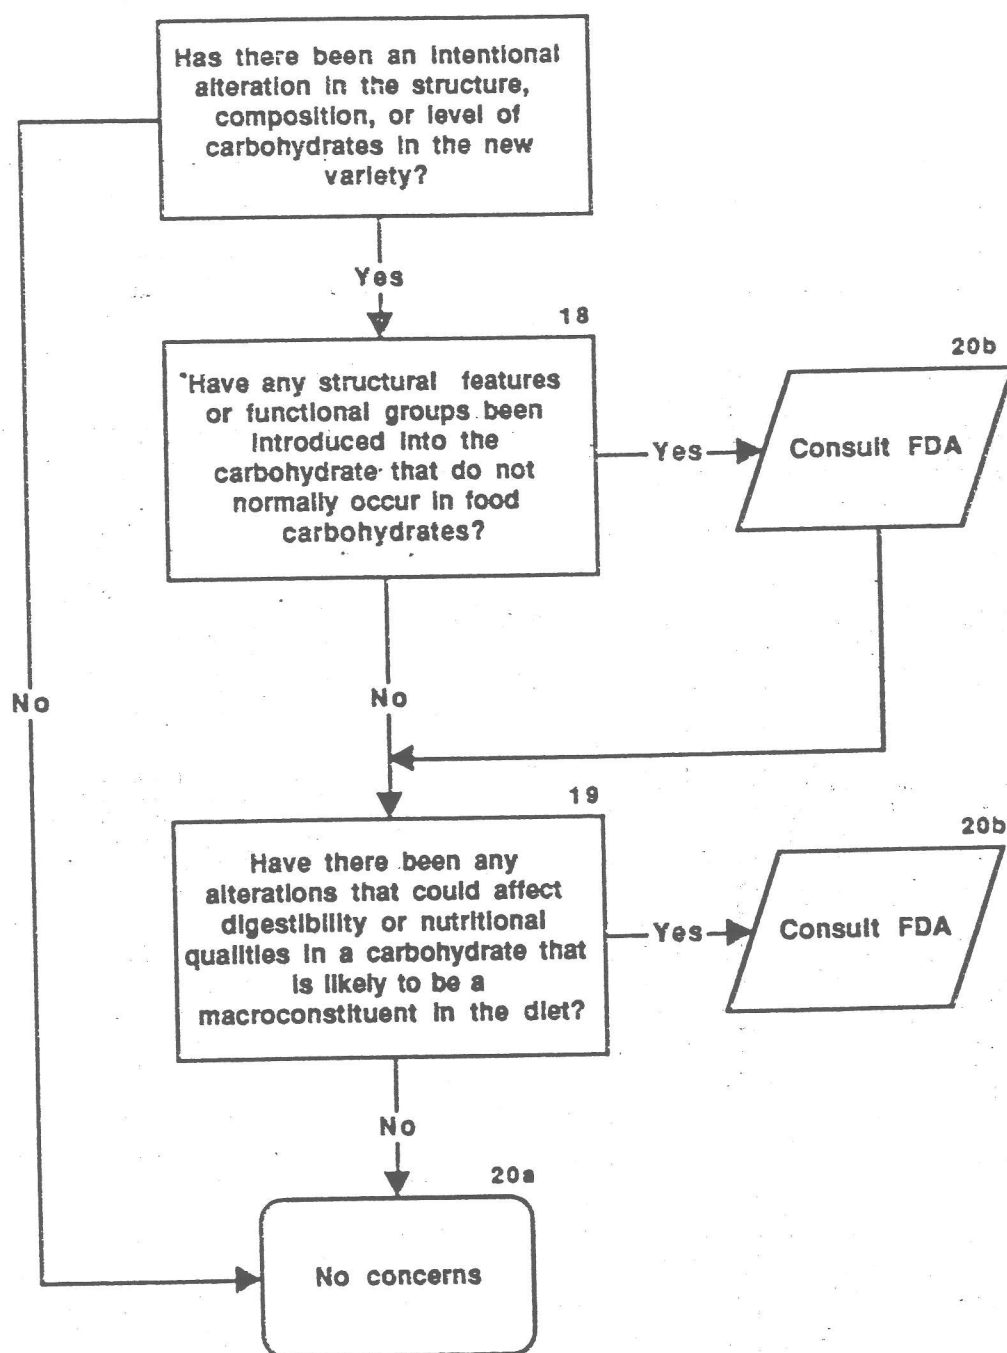 Has there been an intentional
alteration in the structure,
composition, or level of
carbohydrates in the new
variety?
Yes
18
Have any structural features
or functional groups been
introduced into the
carbohydrate that do not
normally occur in food
carbohydrates?
Yes
20b
Consult FDA
No
No
19
Have there been any
alterations that could affect
digestibility or nutritional
qualities in a carbohydrate that
is likely to be a
macroconstituent in the diet?
Yes
20b
Consult FDA
No
20a
No concerns